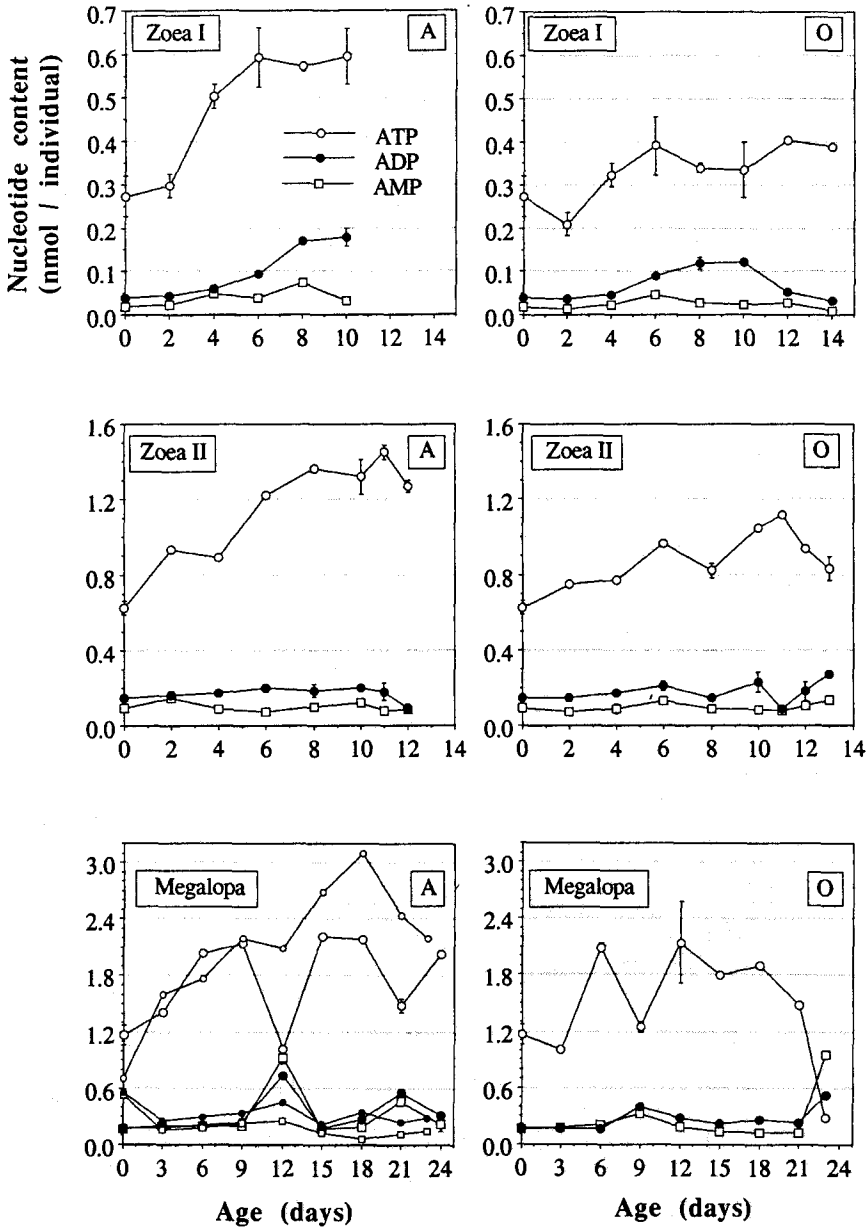 Nucleotide content
(nmol / individual)
Zoea I A
0.7
0.6
0.5
0.4
0.3
0.2
0.1
0.0
ATP
ADP
AMP
0 2 4 6 8 10 12 14
Zoea I O
0.7
0.6
0.5
0.4
0.3
0.2
0.1
0.0
0 2 4 6 8 10 12 14
Zoea II A
1.6
1.2
0.8
0.4
0.0
0 2 4 6 8 10 12 14
Zoea II O
1.6
1.2
0.8
0.4
0.0
0 2 4 6 8 10 12 14
Megalopa A
3.0
2.4
1.8
1.2
0.6
0.0
0 3 6 9 12 15 18 21 24
Age (days)
Megalopa O
3.0
2.4
1.8
1.2
0.6
0.0
0 3 6 9 12 15 18 21 24
Age (days)